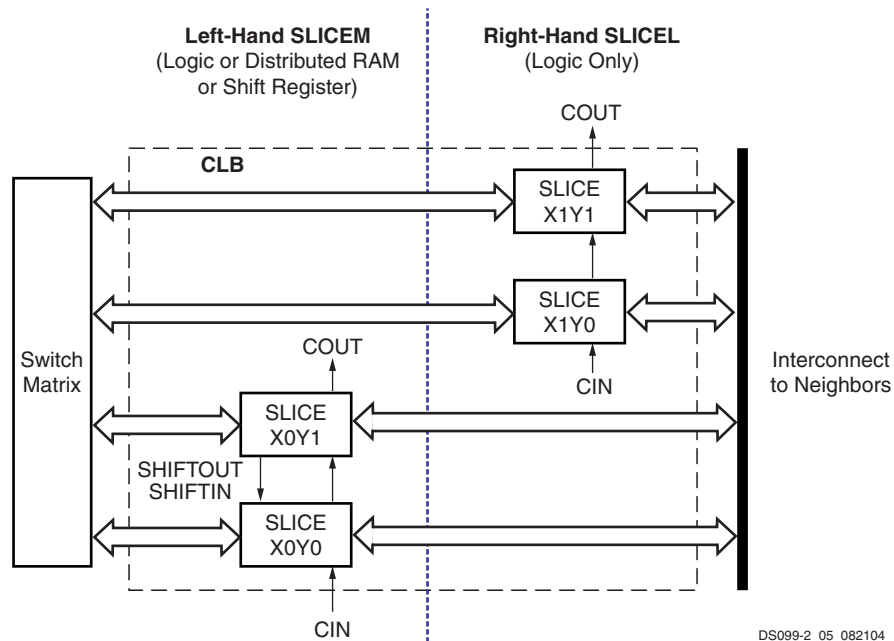 Left-Hand SLICEM
(Logic or Distributed RAM
or Shift Register)
Right-Hand SLICEL
(Logic Only)
COUT
CLB
SLICE
X1Y1
SLICE
X1Y0
COUT
CIN
Switch
Matrix
Interconnect
to Neighbors
SLICE
X0Y1
SHIFTOUT
SHIFTIN
SLICE
X0Y0
CIN
DS099-2_05_082104